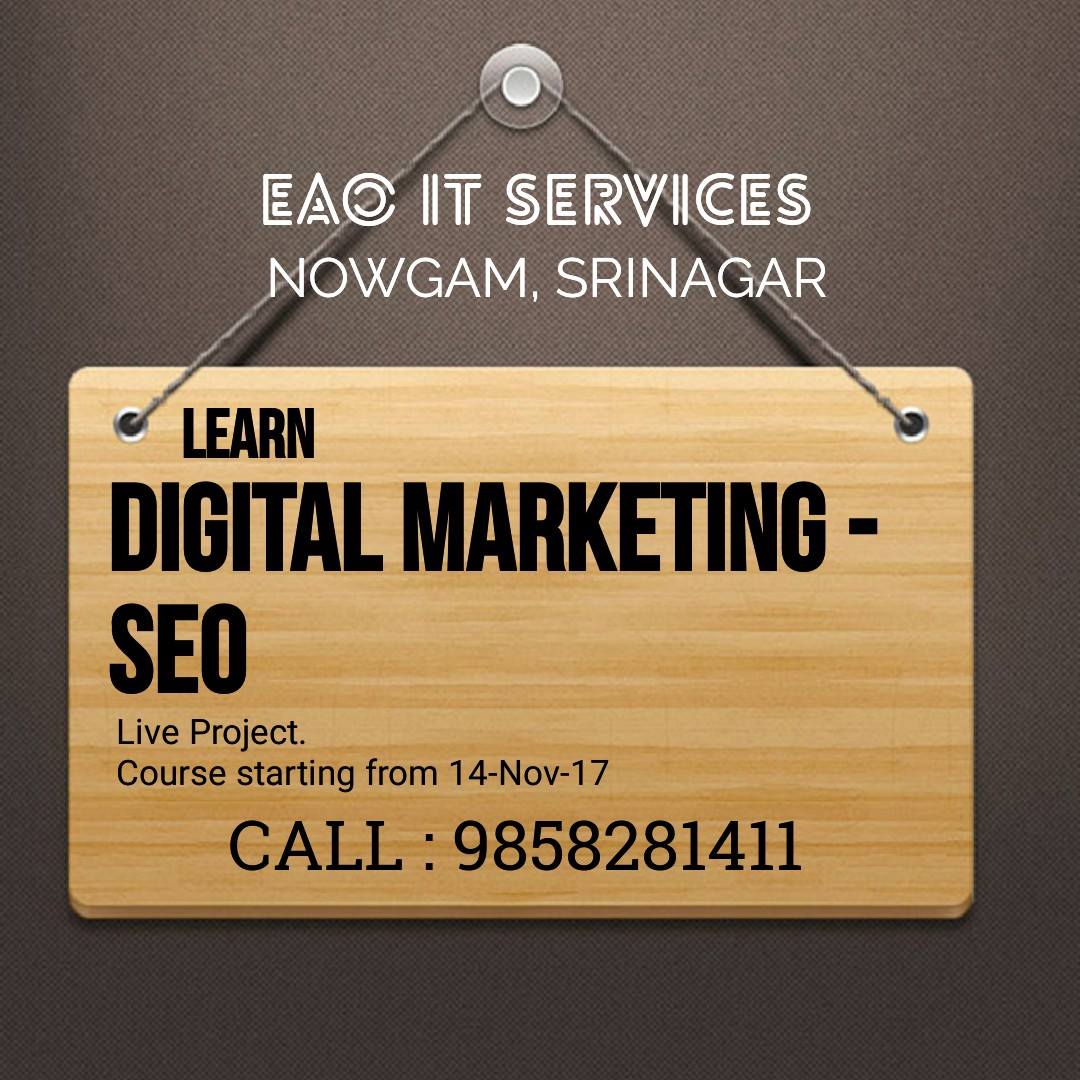 EAO IT SERVICES
NOWGAM, SRINAGAR
LEARN
DIGITAL MARKETING -
SEO
Live Project.
Course starting from 14-Nov-17
CALL : 9858281411